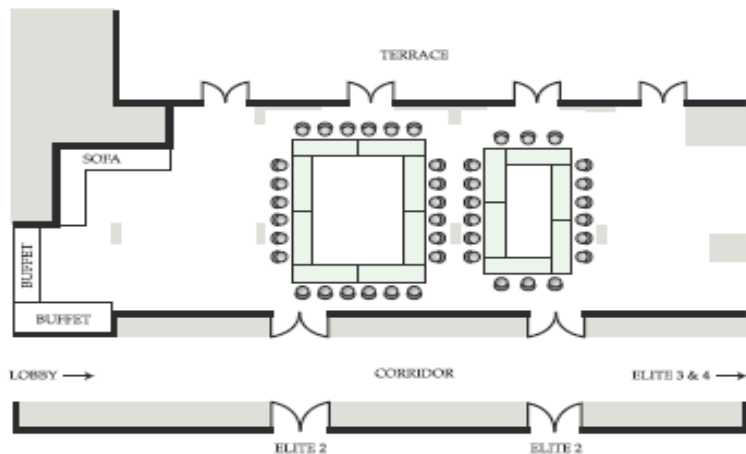 TERRACE
SOFA
BUFFET
BUFFET
LOBBY
CORRIDOR
ELITE 3 & 4
ELITE 2
ELITE 2